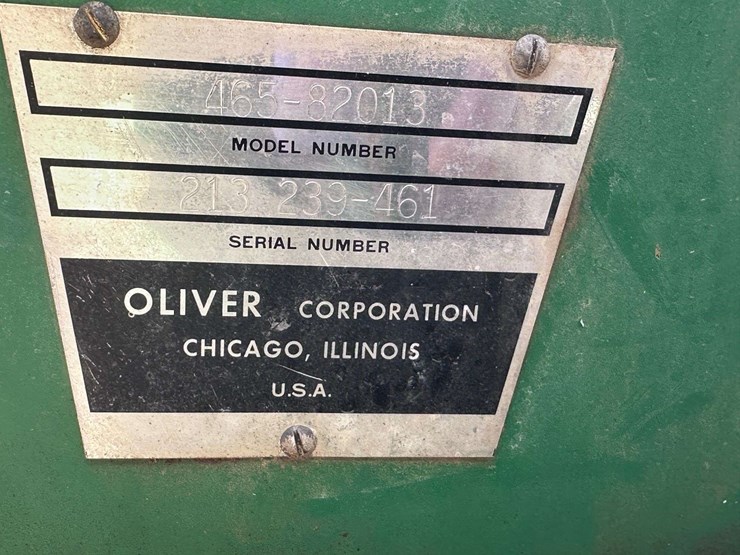 465-82013
MODEL NUMBER
213 239-461
SERIAL NUMBER
OLIVER CORPORATION
CHICAGO, ILLINOIS
U.S.A.